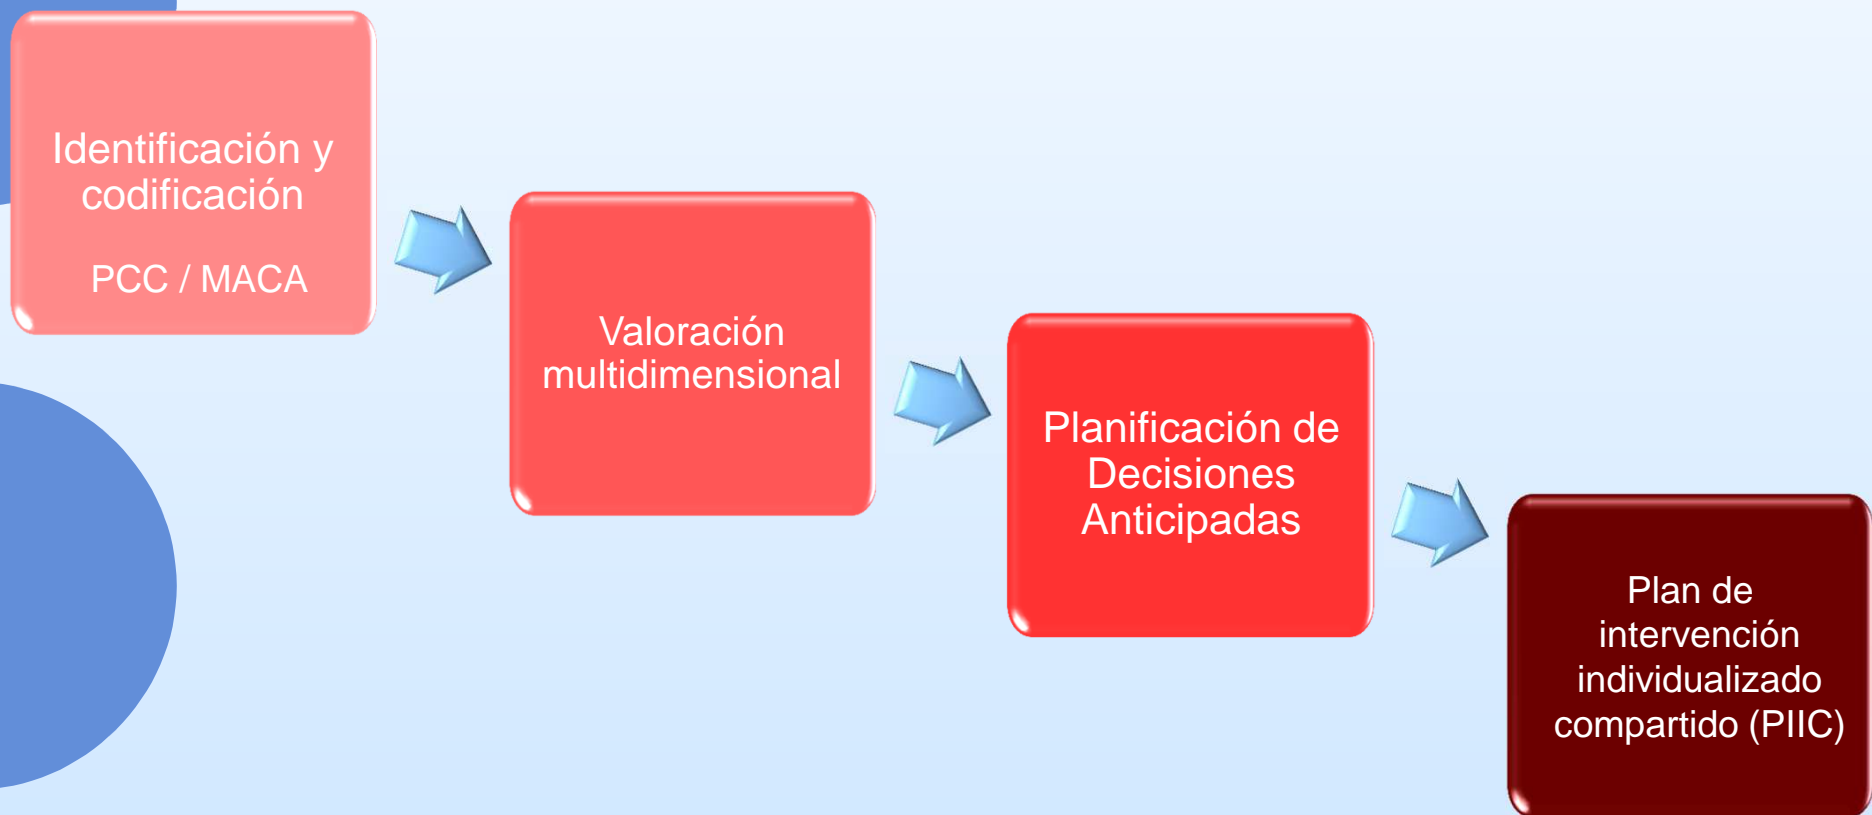 Identificación y
codificación
PCC / MACA
Valoración
multidimensional
Planificación de
Decisiones
Anticipadas
Plan de
intervención
individualizado
compartido (PIIC)